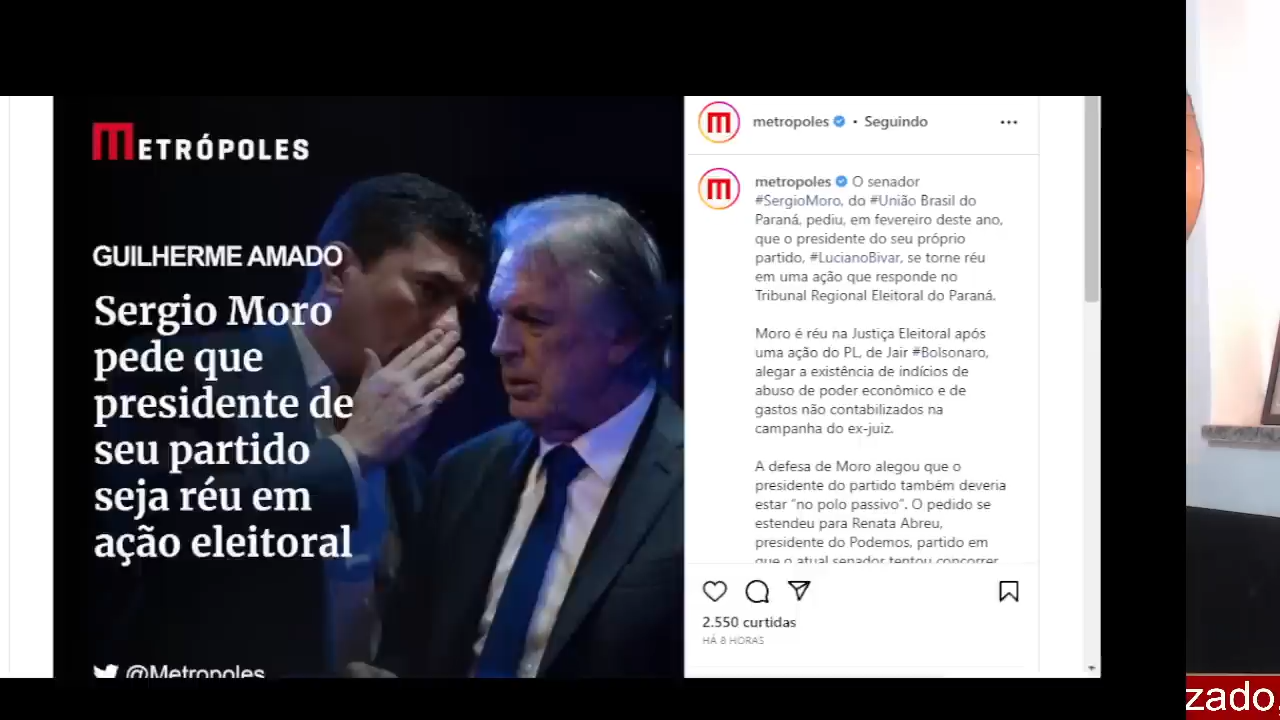 METRÓPOLES
GUILHERME AMADO
Sergio Moro
pede que
presidente de
seu partido
seja réu em
ação eleitoral
@Metropoles
metropoles • Seguindo
metropoles O senador
#SergioMoro, do #União Brasil do
Paraná, pediu, em fevereiro deste ano,
que o presidente do seu próprio
partido, #LucianoBivar, se torne réu
em uma ação que responde no
Tribunal Regional Eleitoral do Paraná.
Moro é réu na Justiça Eleitoral após
uma ação do PL, de Jair #Bolsonaro,
alegar a existência de indícios de
abuso de poder econômico e de
gastos não contabilizados na
campanha do ex-juiz.
A defesa de Moro alegou que o
presidente do partido também deveria
estar “no polo passivo”. O pedido se
estendeu para Renata Abreu,
presidente do Podemos, partido em
que o atual senador tentou concorrer
2.550 curtidas
HÁ 8 HORAS
zado,